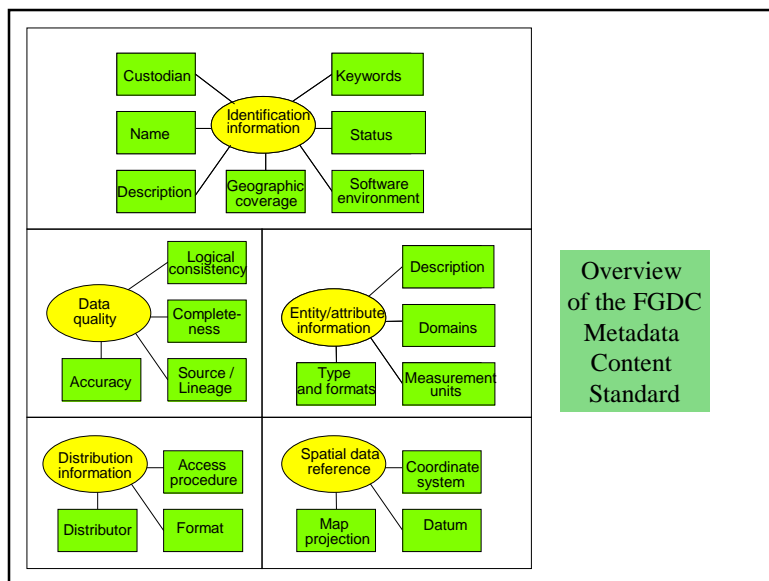 Custodian
Keywords
Identification
information
Name
Status
Description
Geographic
coverage
Software
environment
Logical
consistency
Data
quality
Complete-
ness
Accuracy
Source /
Lineage
Description
Entity/attribute
information
Domains
Type
and formats
Measurement
units
Distribution
information
Access
procedure
Distributor
Format
Spatial data
reference
Coordinate
system
Map
projection
Datum
Overview
of the FGDC
Metadata
Content
Standard